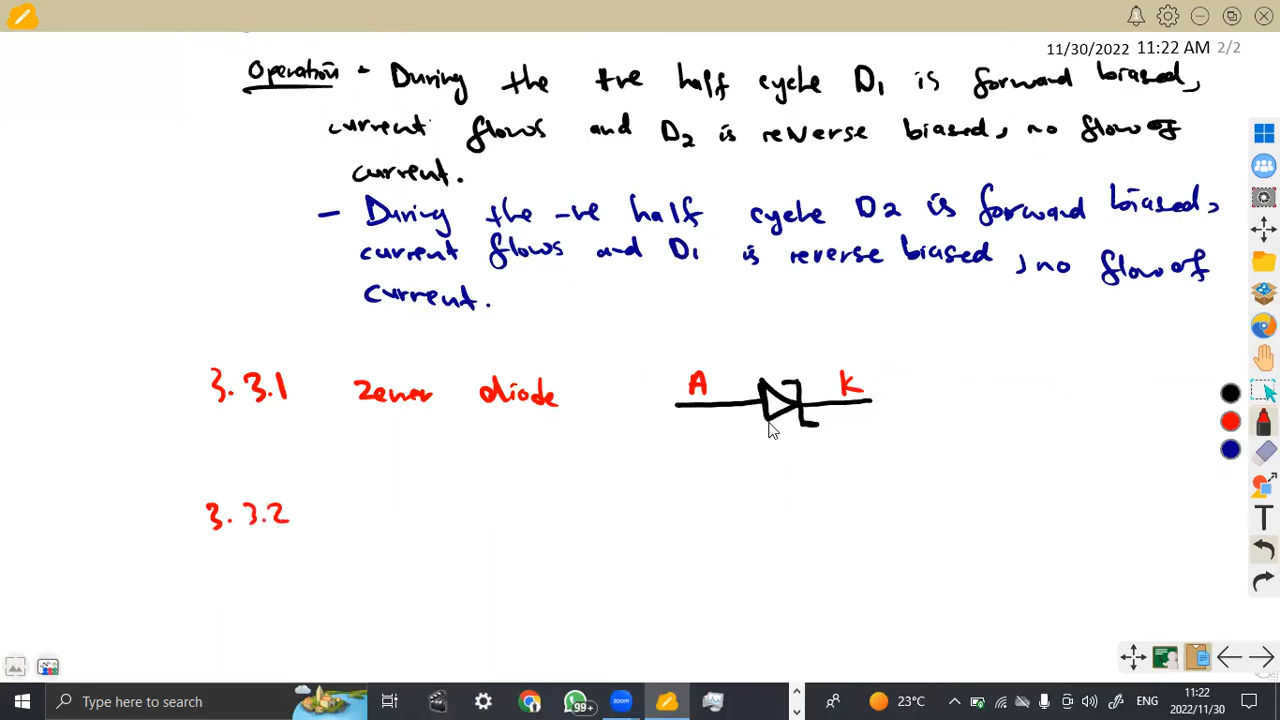 11/30/2022 11:22 AM 2/2
Operation - During the +ve half cycle D1 is forward biased,
current flows and D2 is reverse biased, no flow of
current.
- During the -ve half cycle D2 is forward biased,
current flows and D1 is reverse biased, no flow of
current.
3.3.1 zener diode A K
3.3.2
T
Type here to search
99+
zoom
23°C
ENG
11:22
2022/11/30